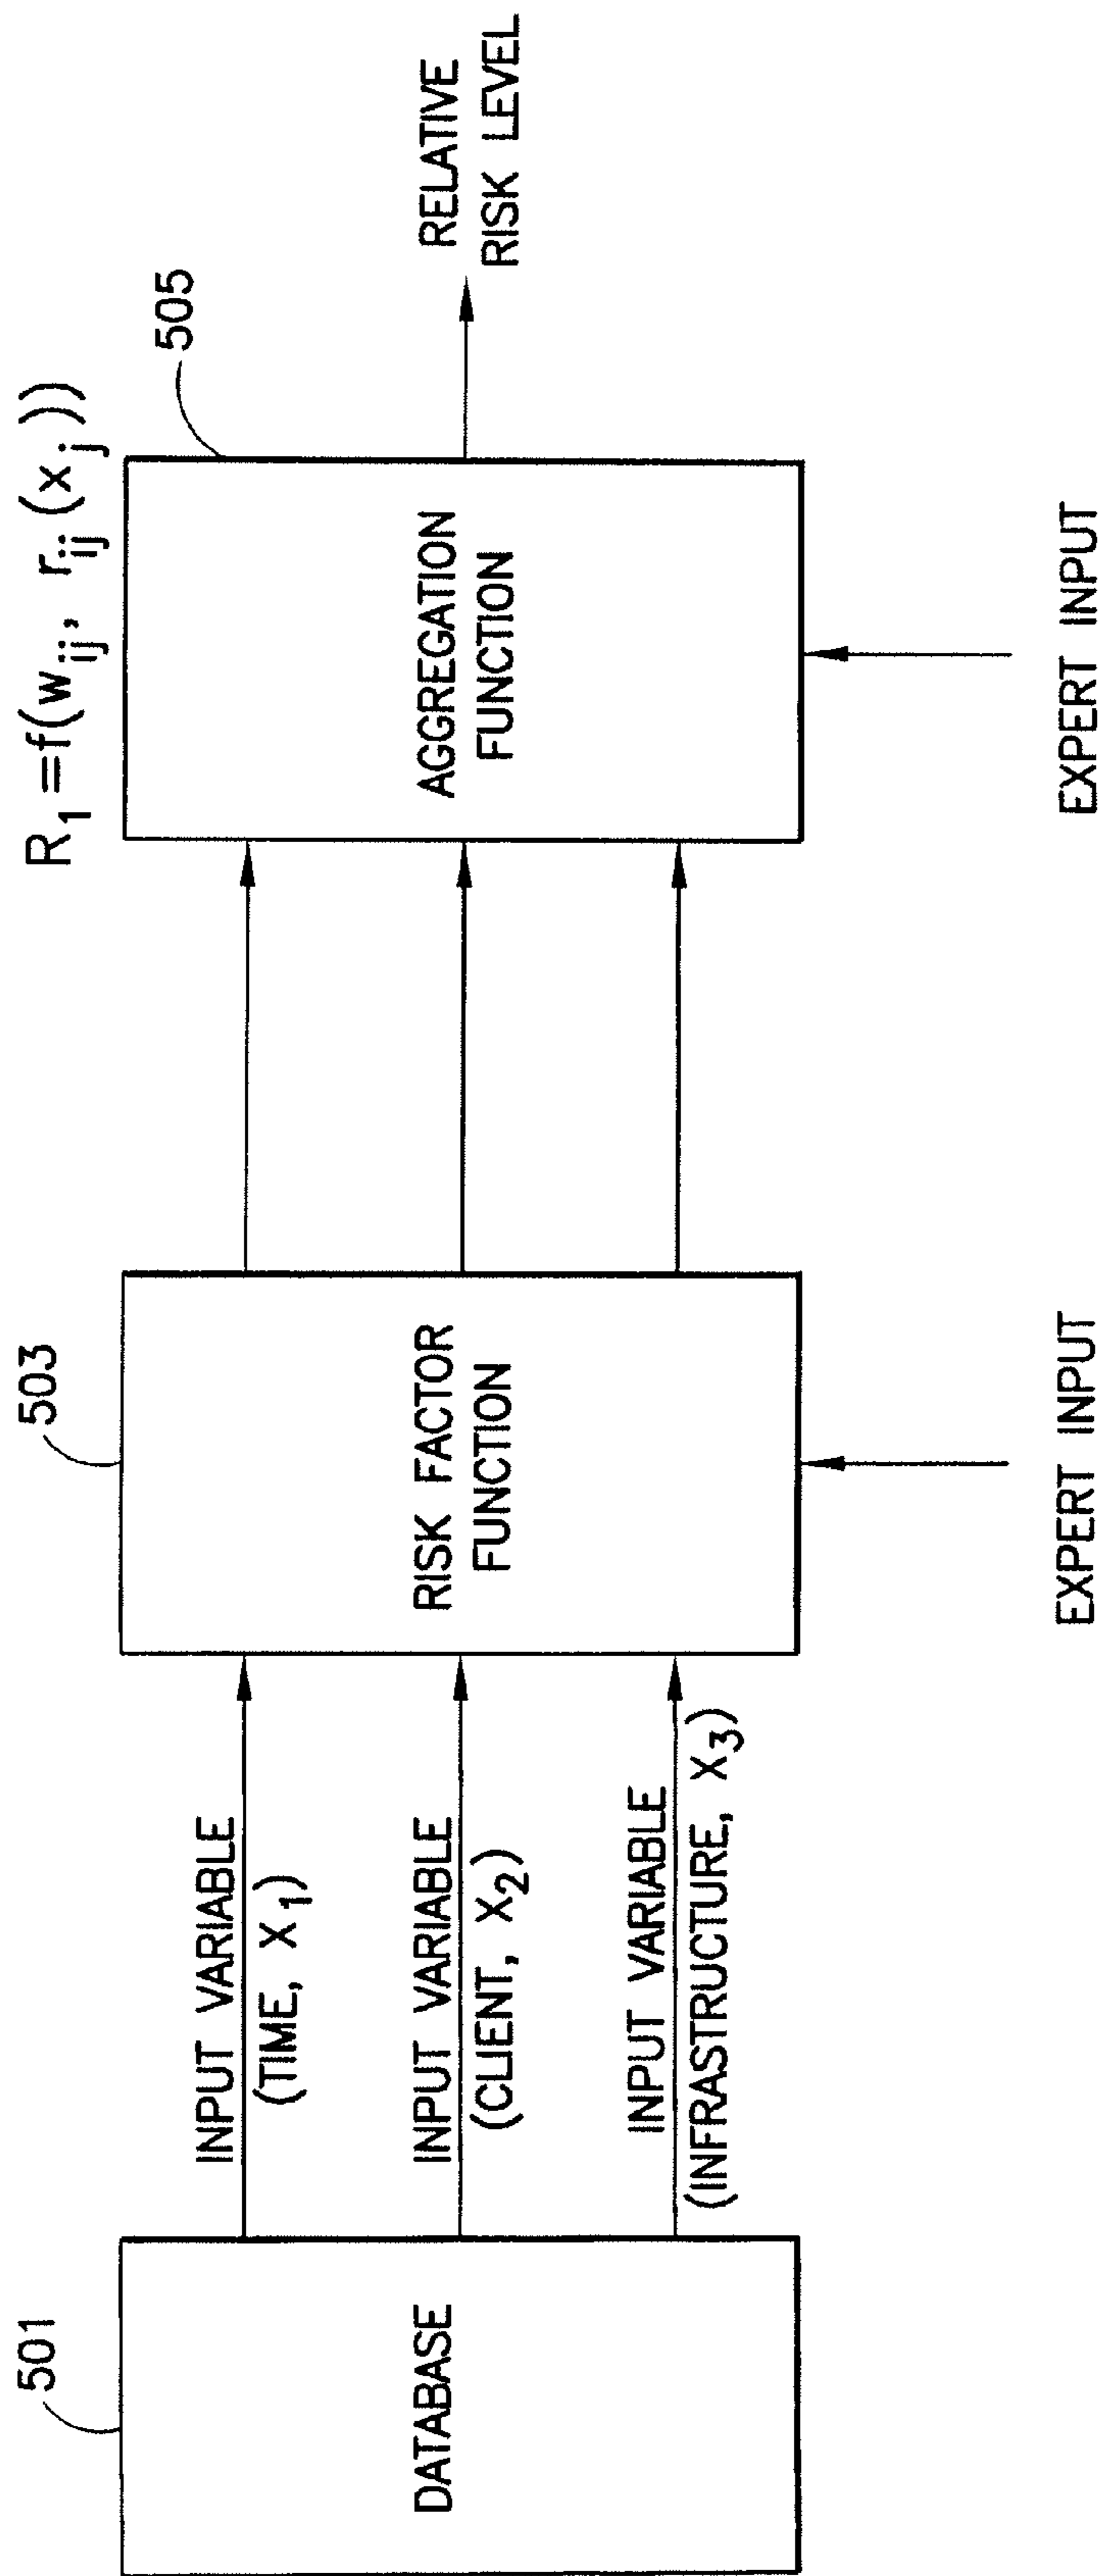 501
DATABASE
INPUT VARIABLE
(TIME, X₁)
INPUT VARIABLE
(CLIENT, X₂)
INPUT VARIABLE
(INFRASTRUCTURE, X₃)
503
RISK FACTOR
FUNCTION
EXPERT INPUT
R₁ =f(wᵢⱼ, rᵢⱼ (xⱼ))
505
AGGREGATION
FUNCTION
EXPERT INPUT
RELATIVE
RISK LEVEL